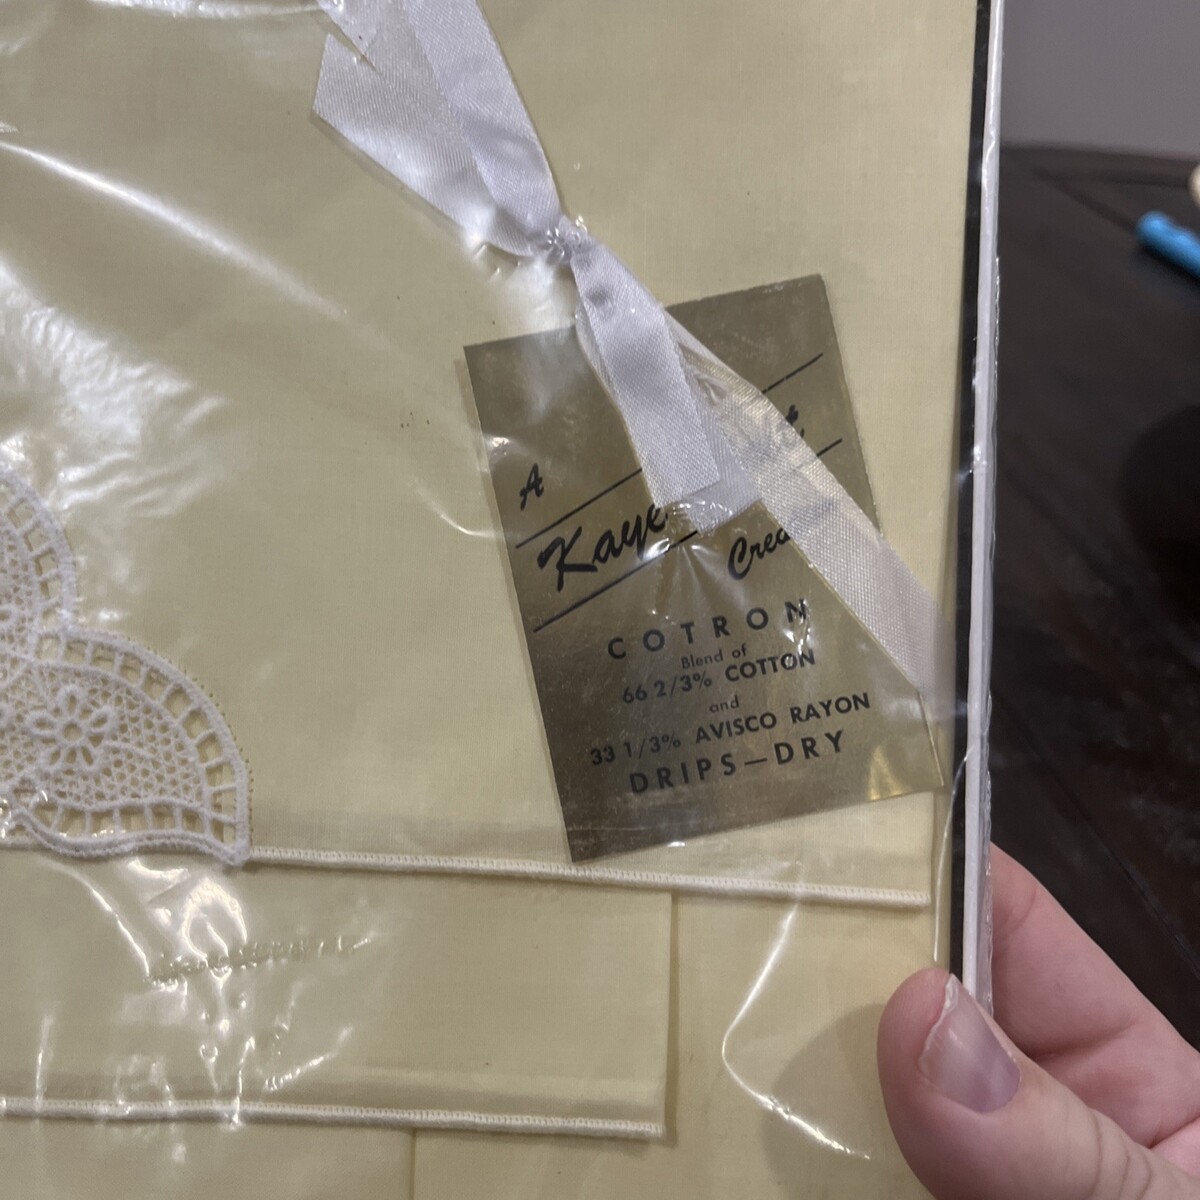 A
Kaye
Crea
COTRON
Blend of
66 2/3% COTTON
and
33 1/3% AVISCO RAYON
DRIPS—DRY